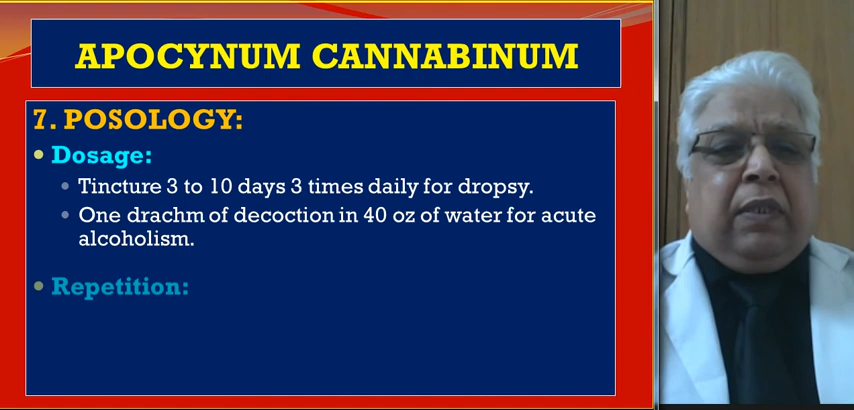 APOCYNUM CANNABINUM
7. POSOLOGY:
Dosage:
Tincture 3 to 10 days 3 times daily for dropsy.
One drachm of decoction in 40 oz of water for acute
alcoholism.
Repetition: